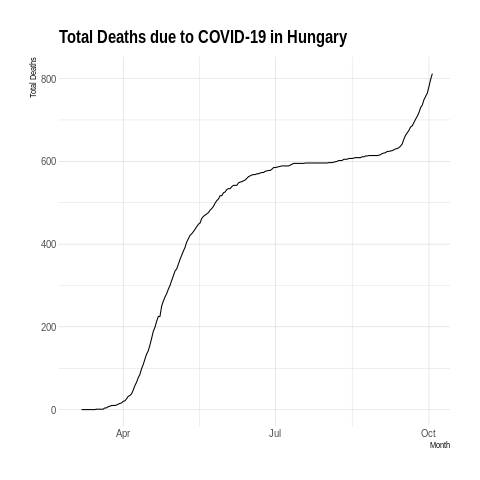 Total Deaths due to COVID-19 in Hungary
Total Deaths
800
600
400
200
0
Apr
Jul
Oct
Month